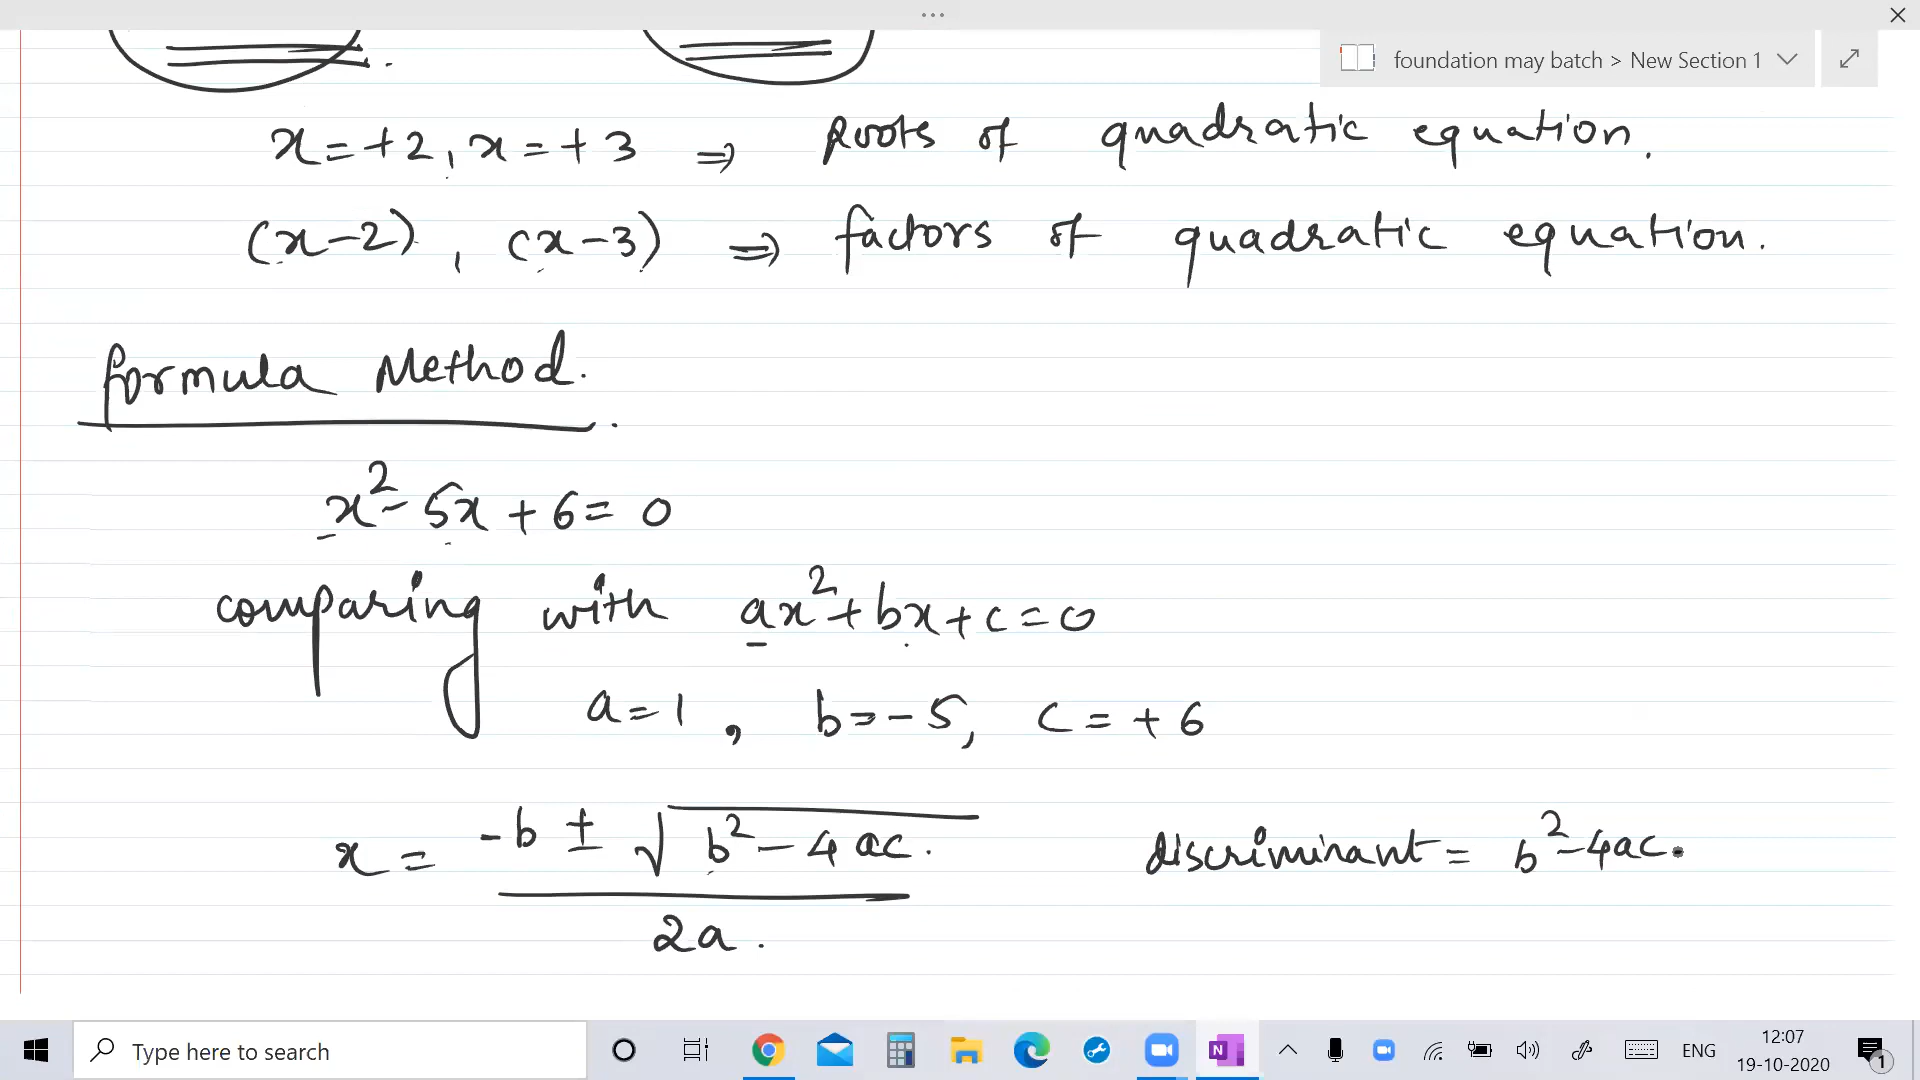 foundation may batch > New Section 1
x = +2, x = +3 ⇒ Roots of quadratic equation.
(x-2), (x-3) ⇒ factors of quadratic equation.
formula Method.
x² - 5x + 6 = 0
comparing with ax² + bx + c = 0
a = 1, b = -5, c = +6
x = -b ± √b² - 4ac. discriminant = b² - 4ac.
2a.
Type here to search
ENG
12:07
19-10-2020
1